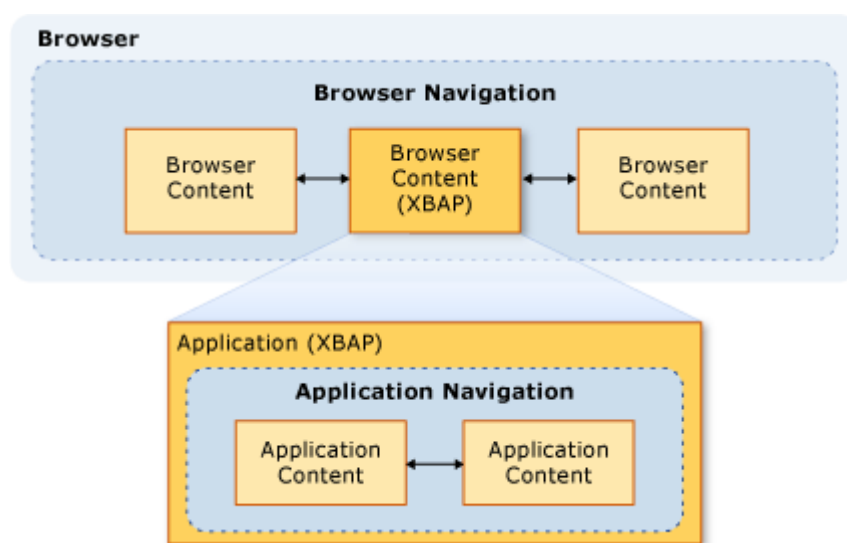 Browser
Browser Navigation
Browser
Content
Browser
Content
(XBAP)
Browser
Content
Application (XBAP)
Application Navigation
Application
Content
Application
Content